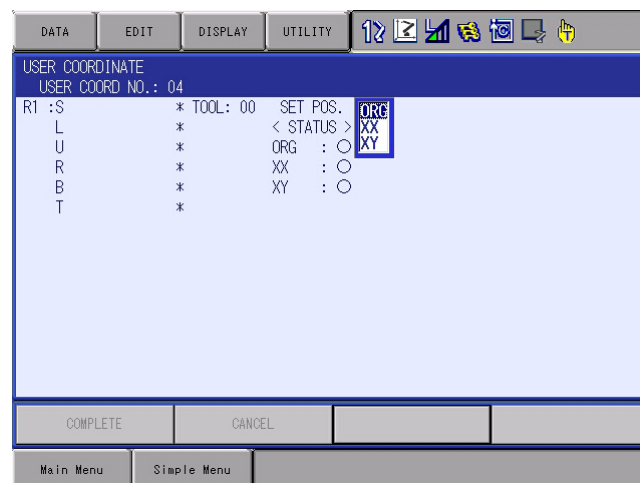 DATA EDIT DISPLAY UTILITY
USER COORDINATE
USER COORD NO.: 04
R1 :S * TOOL: 00 SET POS. ORG
L * < STATUS > XX
U * ORG : ○ XY
R * XX : ○
B * XY : ○
T *
COMPLETE CANCEL
Main Menu Simple Menu